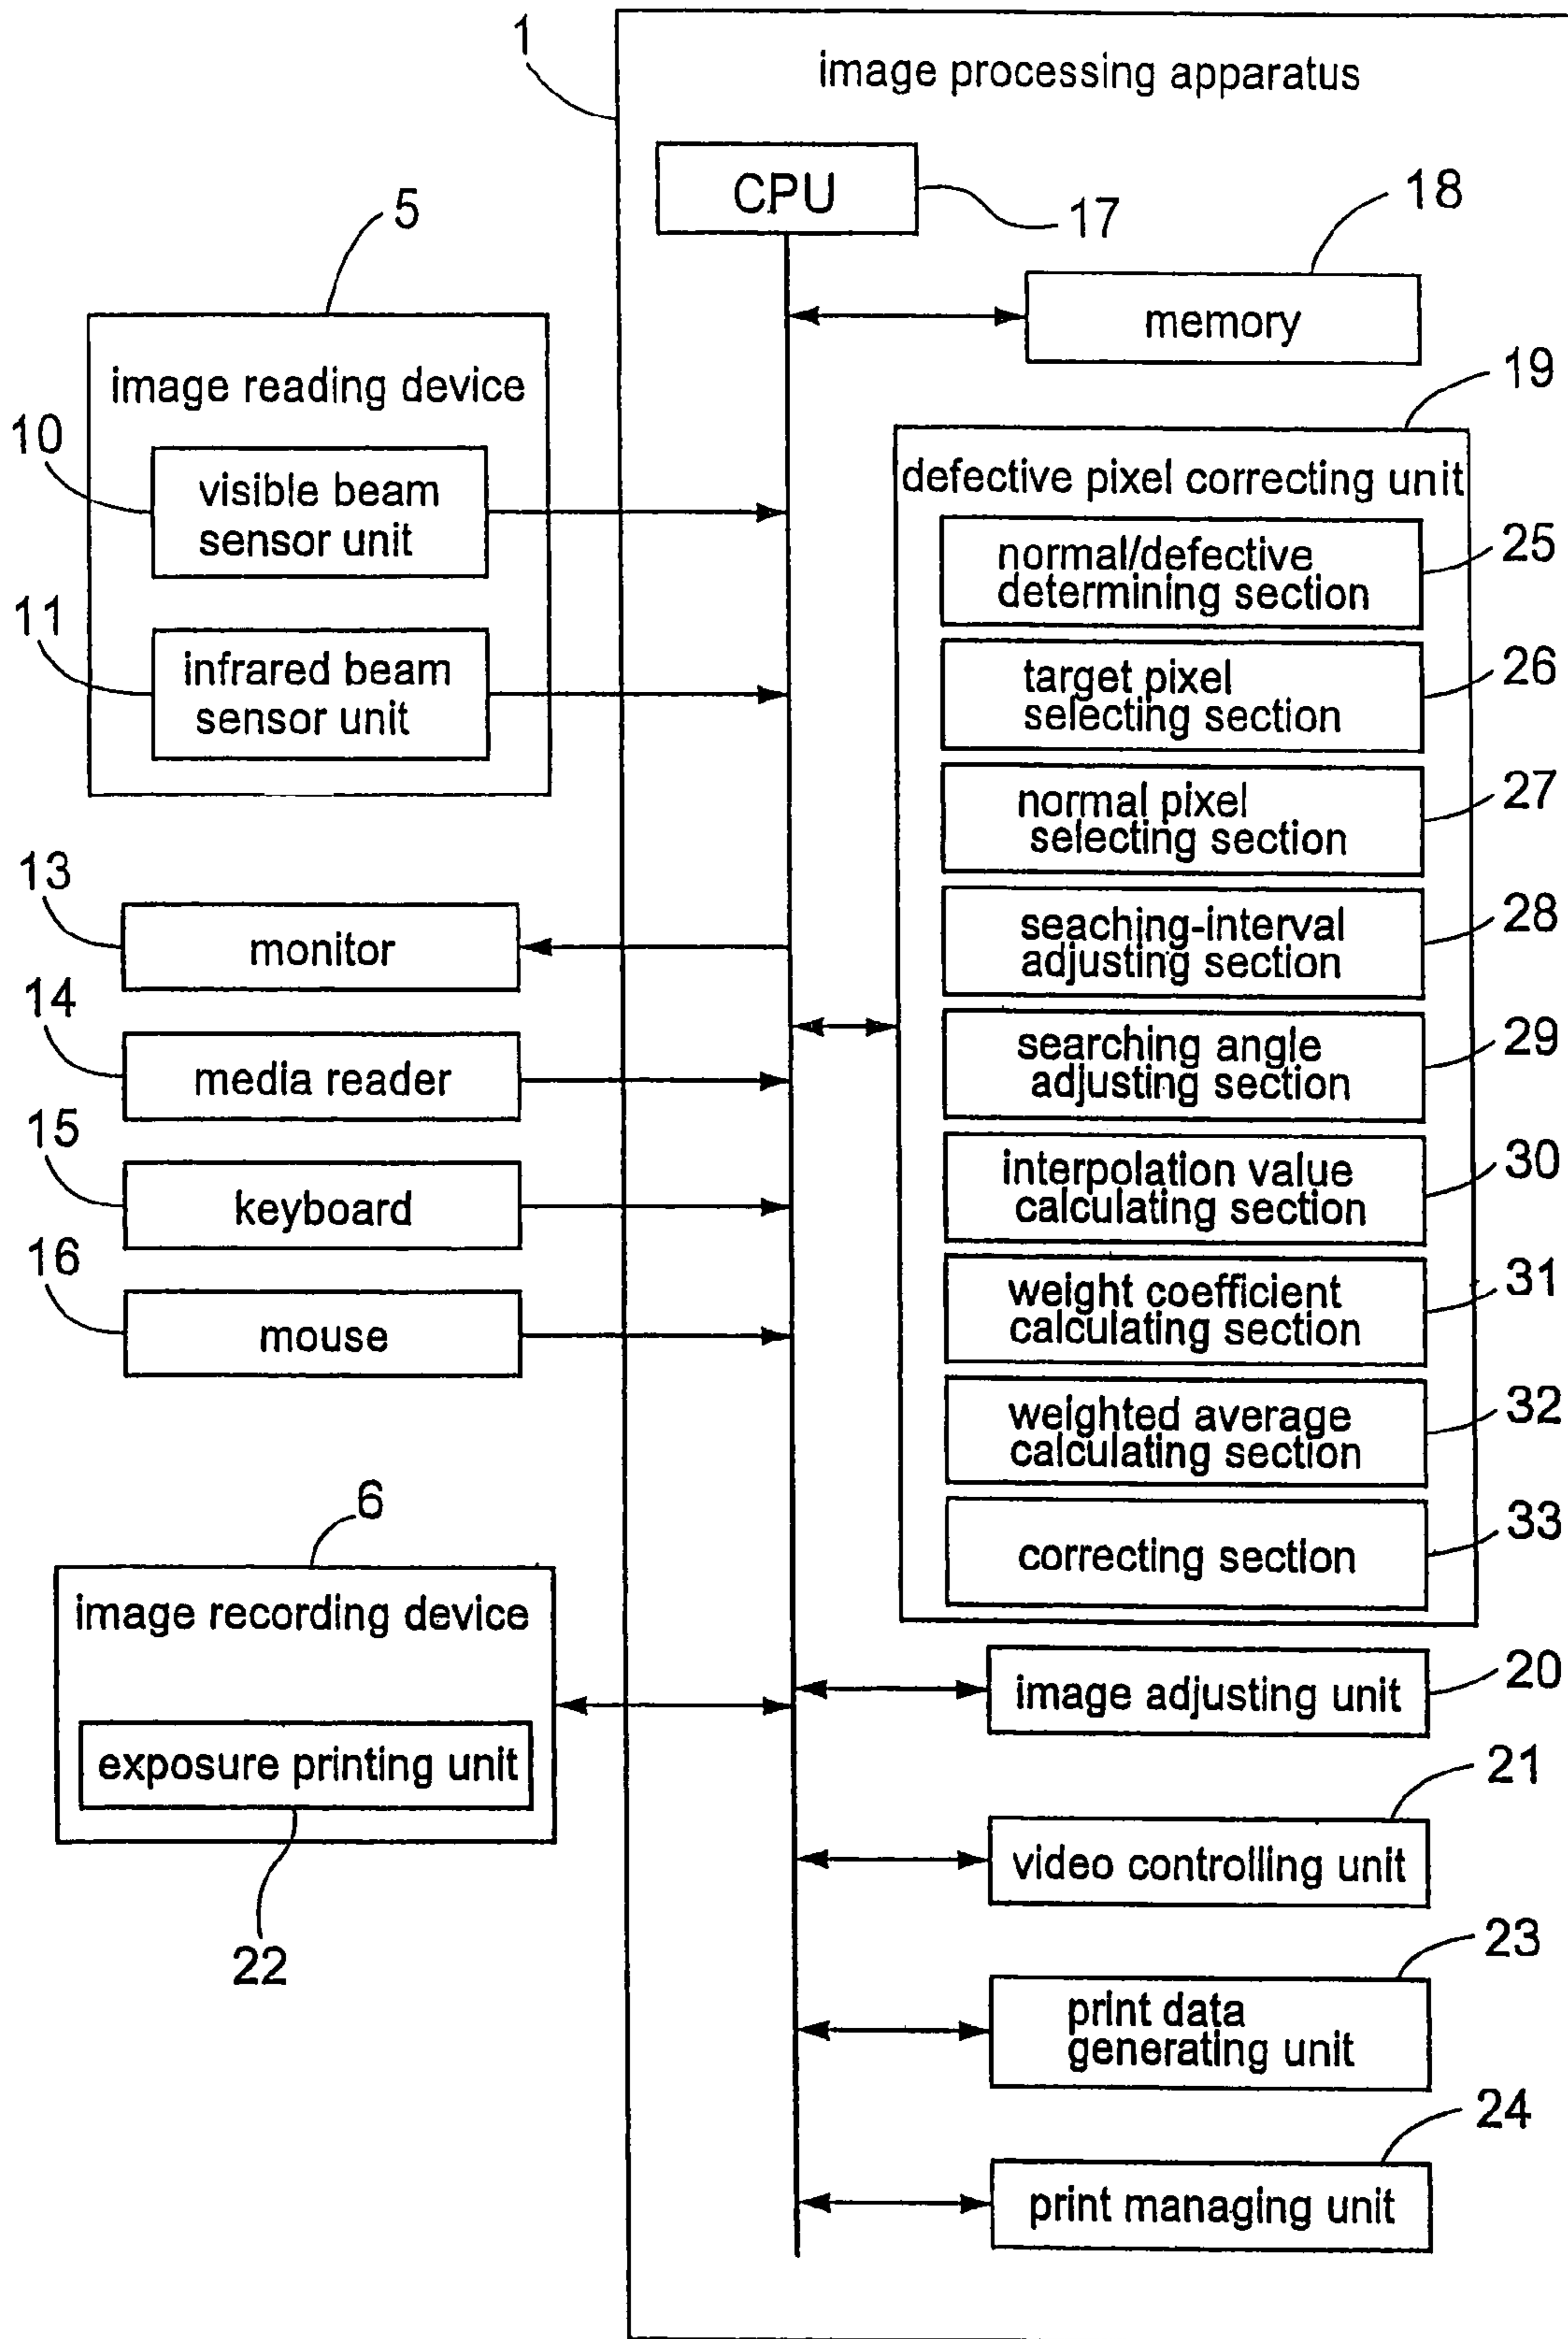 1
image processing apparatus
CPU
17
18
memory
5
image reading device
10
visible beam
sensor unit
11
infrared beam
sensor unit
19
defective pixel correcting unit
normal/defective
determining section
25
target pixel
selecting section
26
normal pixel
selecting section
27
seaching-interval
adjusting section
28
searching angle
adjusting section
29
interpolation value
calculating section
30
weight coefficient
calculating section
31
weighted average
calculating section
32
correcting section
33
13
monitor
14
media reader
15
keyboard
16
mouse
6
image recording device
exposure printing unit
22
image adjusting unit
20
21
video controlling unit
23
print data
generating unit
24
print managing unit